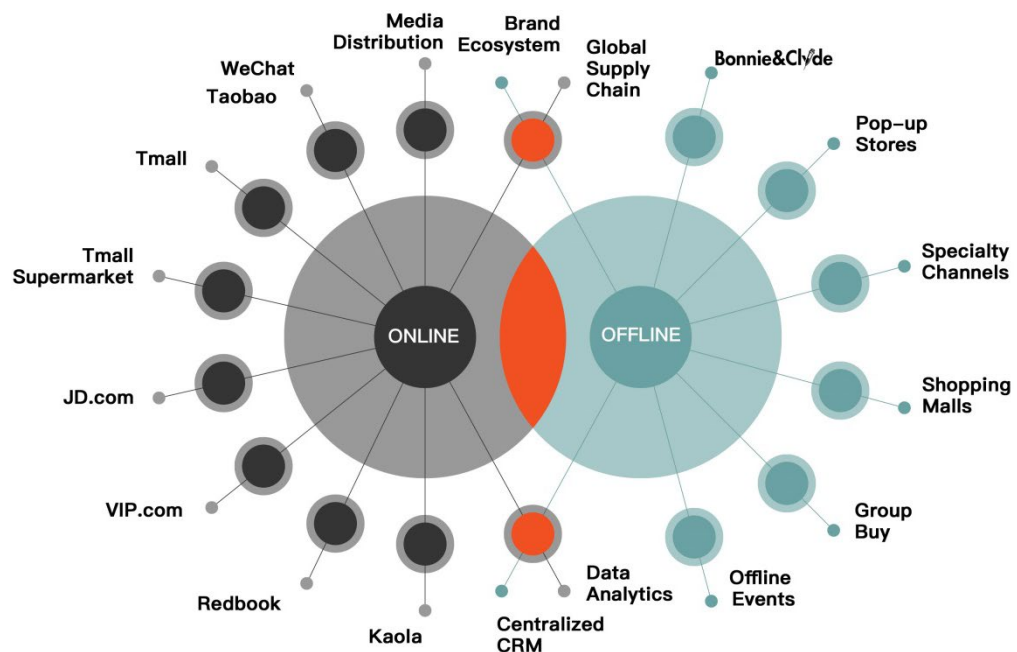 Media
Distribution
Brand
Ecosystem
Global
Supply
Chain
Bonnie&Clyde
WeChat
Taobao
Pop-up
Stores
Tmall
Specialty
Channels
Tmall
Supermarket
ONLINE
OFFLINE
JD.com
Shopping
Malls
VIP.com
Group
Buy
Redbook
Kaola
Data
Analytics
Centralized
CRM
Offline
Events